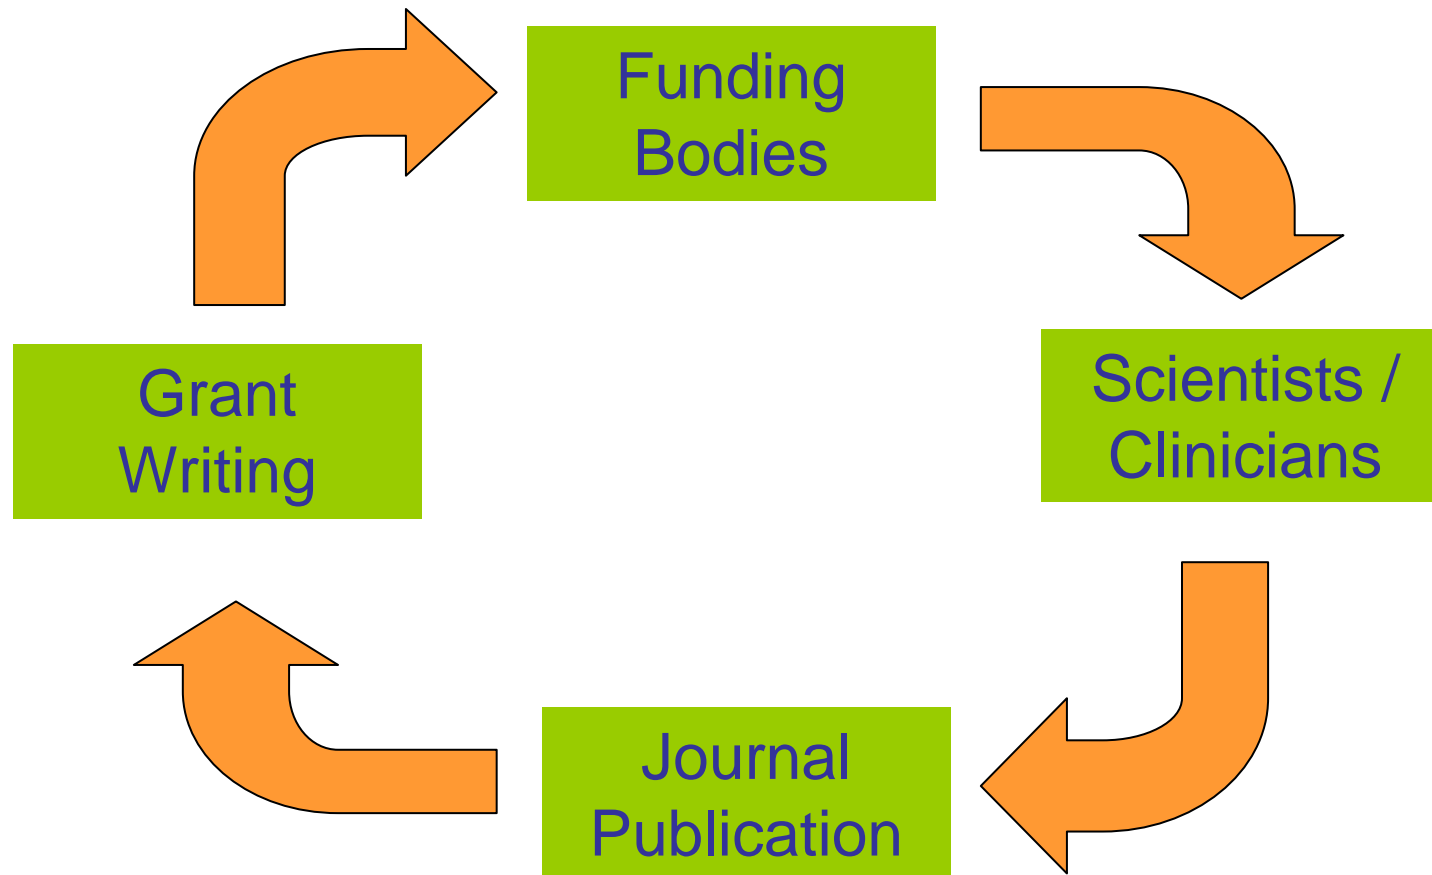 Funding
Bodies
Grant
Writing
Scientists /
Clinicians
Journal
Publication